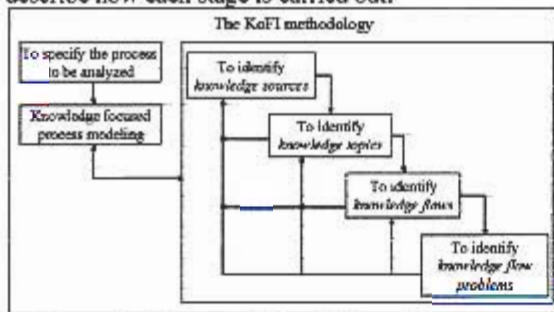 describe how each stage is carried out.
The KoFI methodology
To specify the process
to be analyzed
Knowledge focused
process modeling
To identify
knowledge sources
To identify
knowledge topics
To identify
knowledge flows
To identify
knowledge flow
problems